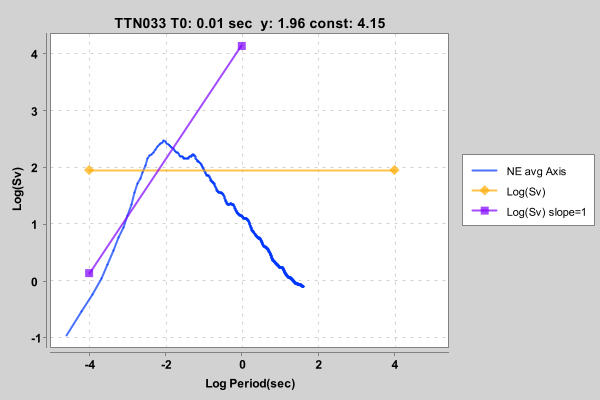 TTN033 T0: 0.01 sec  y: 1.96 const: 4.15
4
3
2
1
0
-1
Log(Sv)
-4 -2 0 2 4
Log Period(sec)
NE avg Axis
Log(Sv)
Log(Sv) slope=1